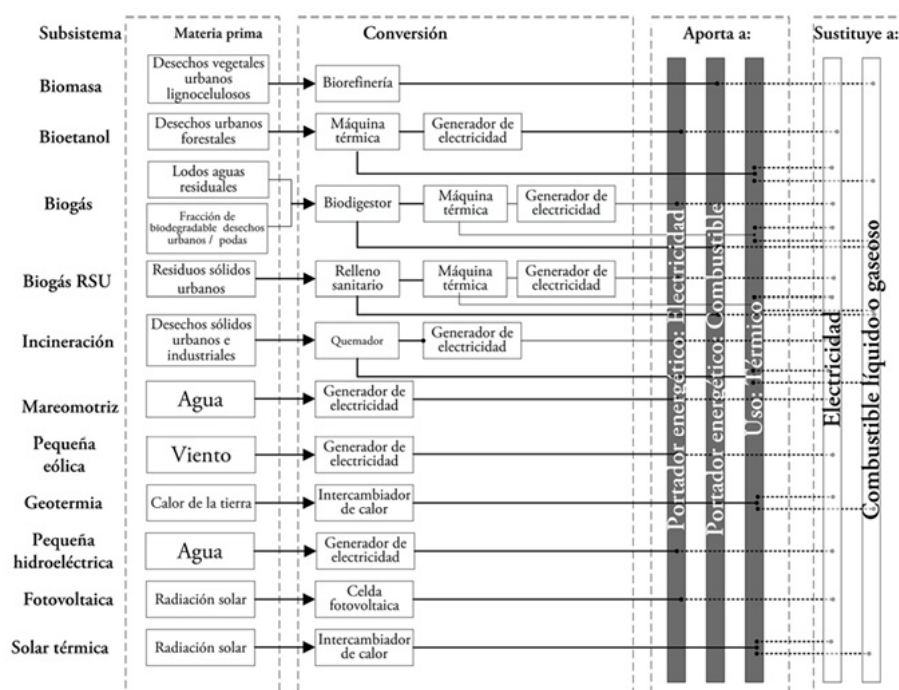 Subsistema
Materia prima
Conversión
Aporta a:
Sustituye a:
Biomasa
Desechos vegetales
urbanos
lignocelulosos
Biorefinería
Bioetanol
Desechos urbanos
forestales
Máquina
térmica
Generador de
electricidad
Biogás
Lodos aguas
residuales
Fracción de
biodegradable desechos
urbanos / podas
Biodigestor
Máquina
térmica
Generador de
electricidad
Biogás RSU
Residuos sólidos
urbanos
Relleno
sanitario
Máquina
térmica
Generador de
electricidad
Incineración
Desechos sólidos
urbanos e
industriales
Quemador
Generador de
electricidad
Mareomotriz
Agua
Generador de
electricidad
Pequeña
eólica
Viento
Generador de
electricidad
Geotermia
Calor de la tierra
Intercambiador
de calor
Pequeña
hidroeléctrica
Agua
Generador de
electricidad
Fotovoltaica
Radiación solar
Celda
fotovoltaica
Solar térmica
Radiación solar
Intercambiador
de calor
Portador energético: Electricidad
Portador energético: Combustible
Uso: Térmico
Electricidad
Combustible líquido o gaseoso